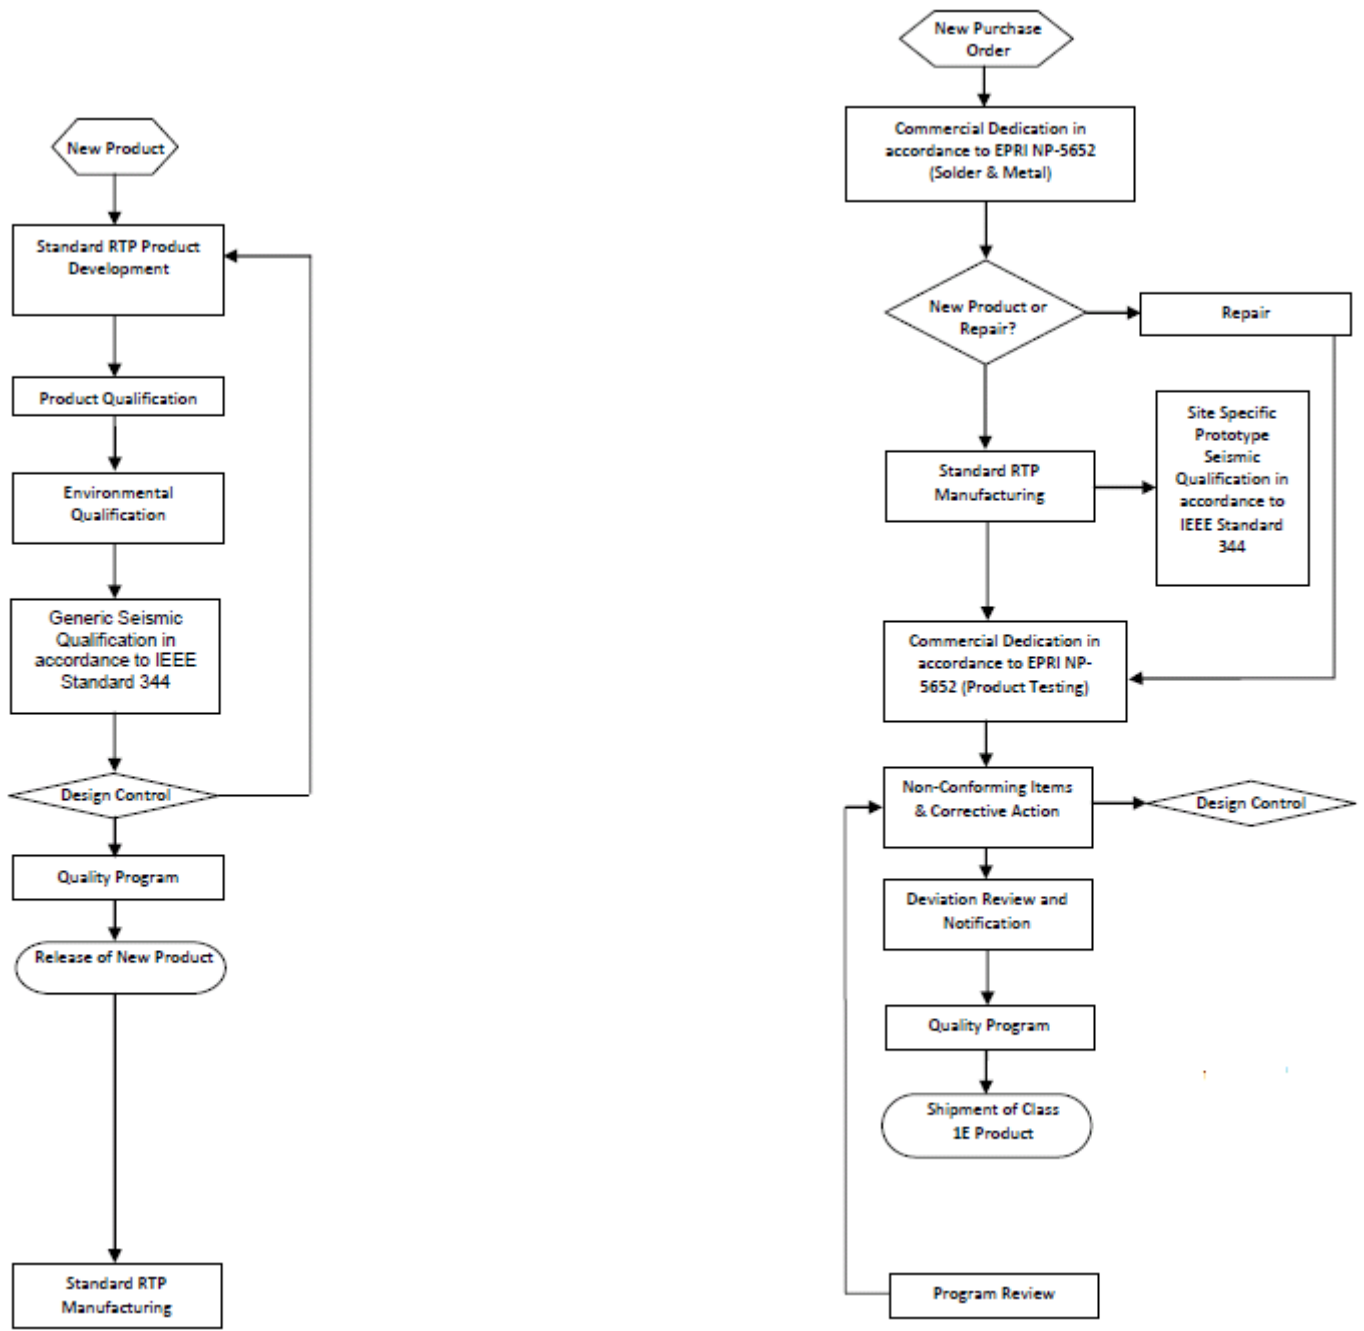 New Product
Standard RTP Product
Development
Product Qualification
Environmental
Qualification
Generic Seismic
Qualification in
accordance to IEEE
Standard 344
Design Control
Quality Program
Release of New Product
Standard RTP
Manufacturing
New Purchase
Order
Commercial Dedication in
accordance to EPRI NP-5652
(Solder & Metal)
New Product or
Repair?
Repair
Site Specific
Prototype
Seismic
Qualification in
accordance to
IEEE Standard
344
Standard RTP
Manufacturing
Commercial Dedication in
accordance to EPRI NP-
5652 (Product Testing)
Non-Conforming Items
& Corrective Action
Design Control
Deviation Review and
Notification
Quality Program
Shipment of Class
1E Product
Program Review